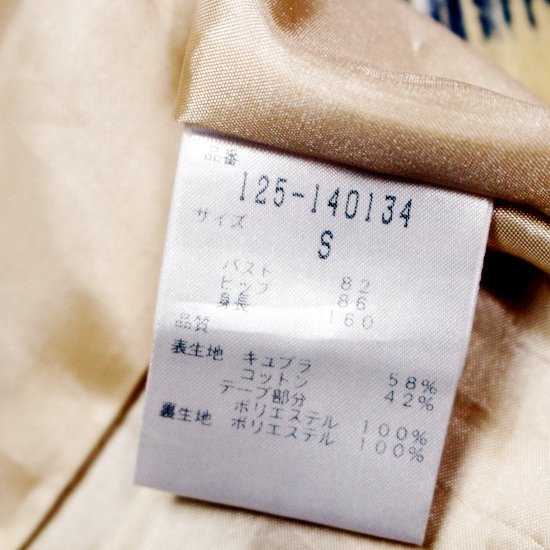 品番
125-140134
サイズ
S
バスト 82
ヒップ 86
身長 160
品質
表生地 キュプラ 58%
コットン 42%
テープ部分
ポリエステル 100%
裏生地 ポリエステル 100%